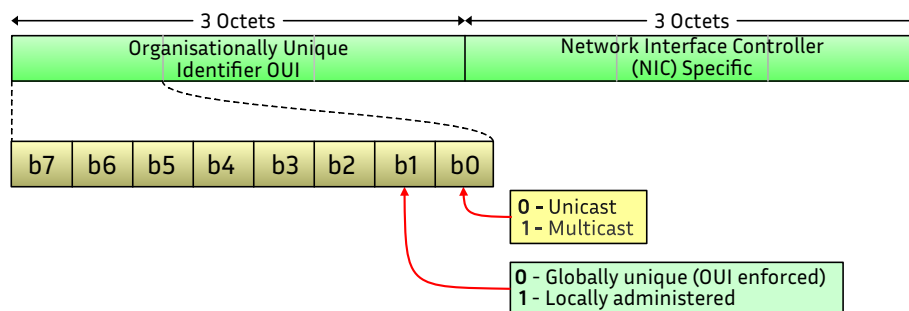 3 Octets 3 Octets
Organisationally Unique
Identifier OUI
Network Interface Controller
(NIC) Specific
b7 b6 b5 b4 b3 b2 b1 b0
0 - Unicast
1 - Multicast
0 - Globally unique (OUI enforced)
1 - Locally administered